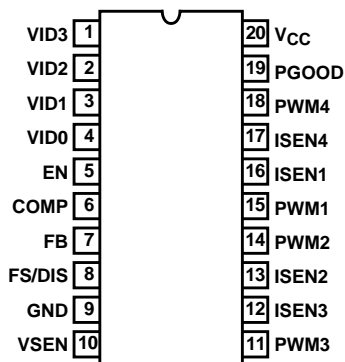 VID3 1 20 VCC
VID2 2 19 PGOOD
VID1 3 18 PWM4
VID0 4 17 ISEN4
EN 5 16 ISEN1
COMP 6 15 PWM1
FB 7 14 PWM2
FS/DIS 8 13 ISEN2
GND 9 12 ISEN3
VSEN 10 11 PWM3